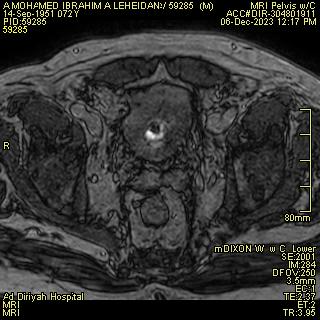 A MOHAMED IBRAHIM A LEHEIDAN:/ 59285 (M)
MRI Pelvis w/C
14-Sep-1951 072Y
ACC#DIR-304801911
PID:59285
06-Dec-2023 12:17 PM
59285
R
80mm
mDIXON W w C Lower
SE:2001
IM:284
DFOV:250
3.5mm
EC:1
Ad Diriyah Hospital
TE:2.37
MRI
ET:2
MRI
TR:3.95